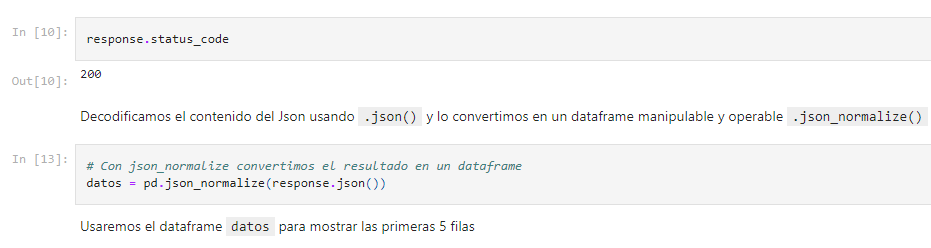 In [10]: response.status_code
Out[10]: 200
Decodificamos el contenido del Json usando .json() y lo convertimos en un dataframe manipulable y operable .json_normalize()
In [13]: # Con json_normalize convertimos el resultado en un dataframe
datos = pd.json_normalize(response.json())
Usaremos el dataframe datos para mostrar las primeras 5 filas